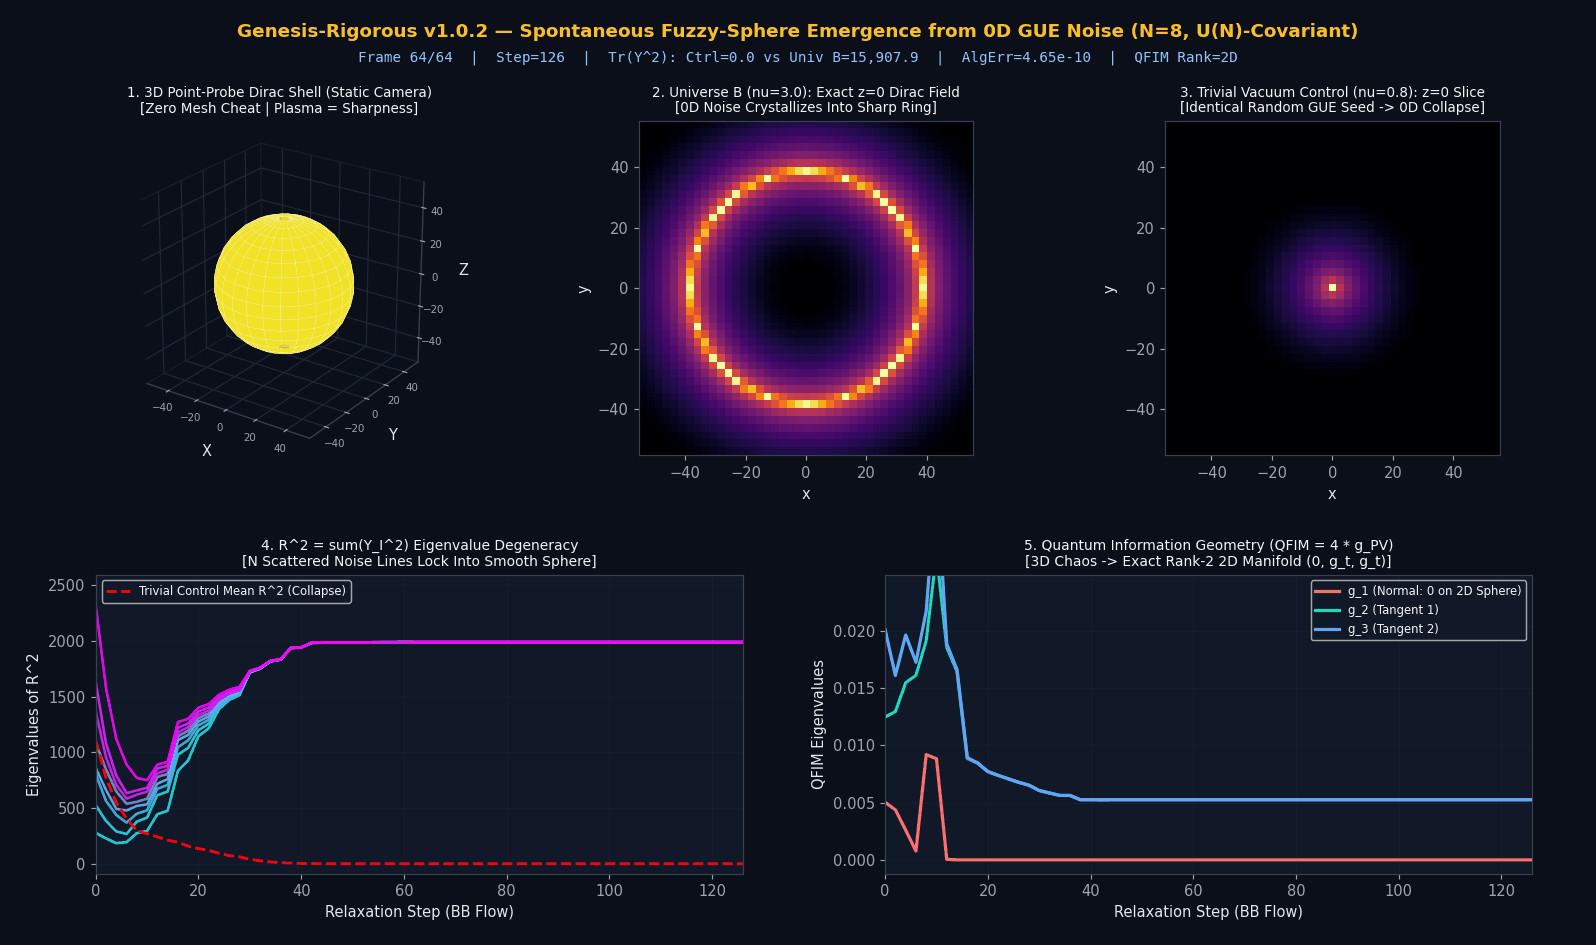 Genesis-Rigorous v1.0.2 — Spontaneous Fuzzy-Sphere Emergence from 0D GUE Noise (N=8, U(N)-Covariant)
Frame 64/64 | Step=126 | Tr(Y^2): Ctrl=0.0 vs Univ B=15,907.9 | AlgErr=4.65e-10 | QFIM Rank=2D
1. 3D Point-Probe Dirac Shell (Static Camera)
[Zero Mesh Cheat | Plasma = Sharpness]
40
20
0
−20
−40
Z
−40
−20
0
20
40
X
−40
−20
0
20
40
Y
2. Universe B (nu=3.0): Exact z=0 Dirac Field
[0D Noise Crystallizes Into Sharp Ring]
40
20
0
−20
−40
y
−40 −20 0 20 40
x
3. Trivial Vacuum Control (nu=0.8): z=0 Slice
[Identical Random GUE Seed -> 0D Collapse]
40
20
0
−20
−40
y
−40 −20 0 20 40
x
4. R^2 = sum(Y_I^2) Eigenvalue Degeneracy
[N Scattered Noise Lines Lock Into Smooth Sphere]
Trivial Control Mean R^2 (Collapse)
2500
2000
1500
1000
500
0
Eigenvalues of R^2
0 20 40 60 80 100 120
Relaxation Step (BB Flow)
5. Quantum Information Geometry (QFIM = 4 * g_PV)
[3D Chaos -> Exact Rank-2 2D Manifold (0, g_t, g_t)]
g_1 (Normal: 0 on 2D Sphere)
g_2 (Tangent 1)
g_3 (Tangent 2)
0.020
0.015
0.010
0.005
0.000
QFIM Eigenvalues
0 20 40 60 80 100 120
Relaxation Step (BB Flow)